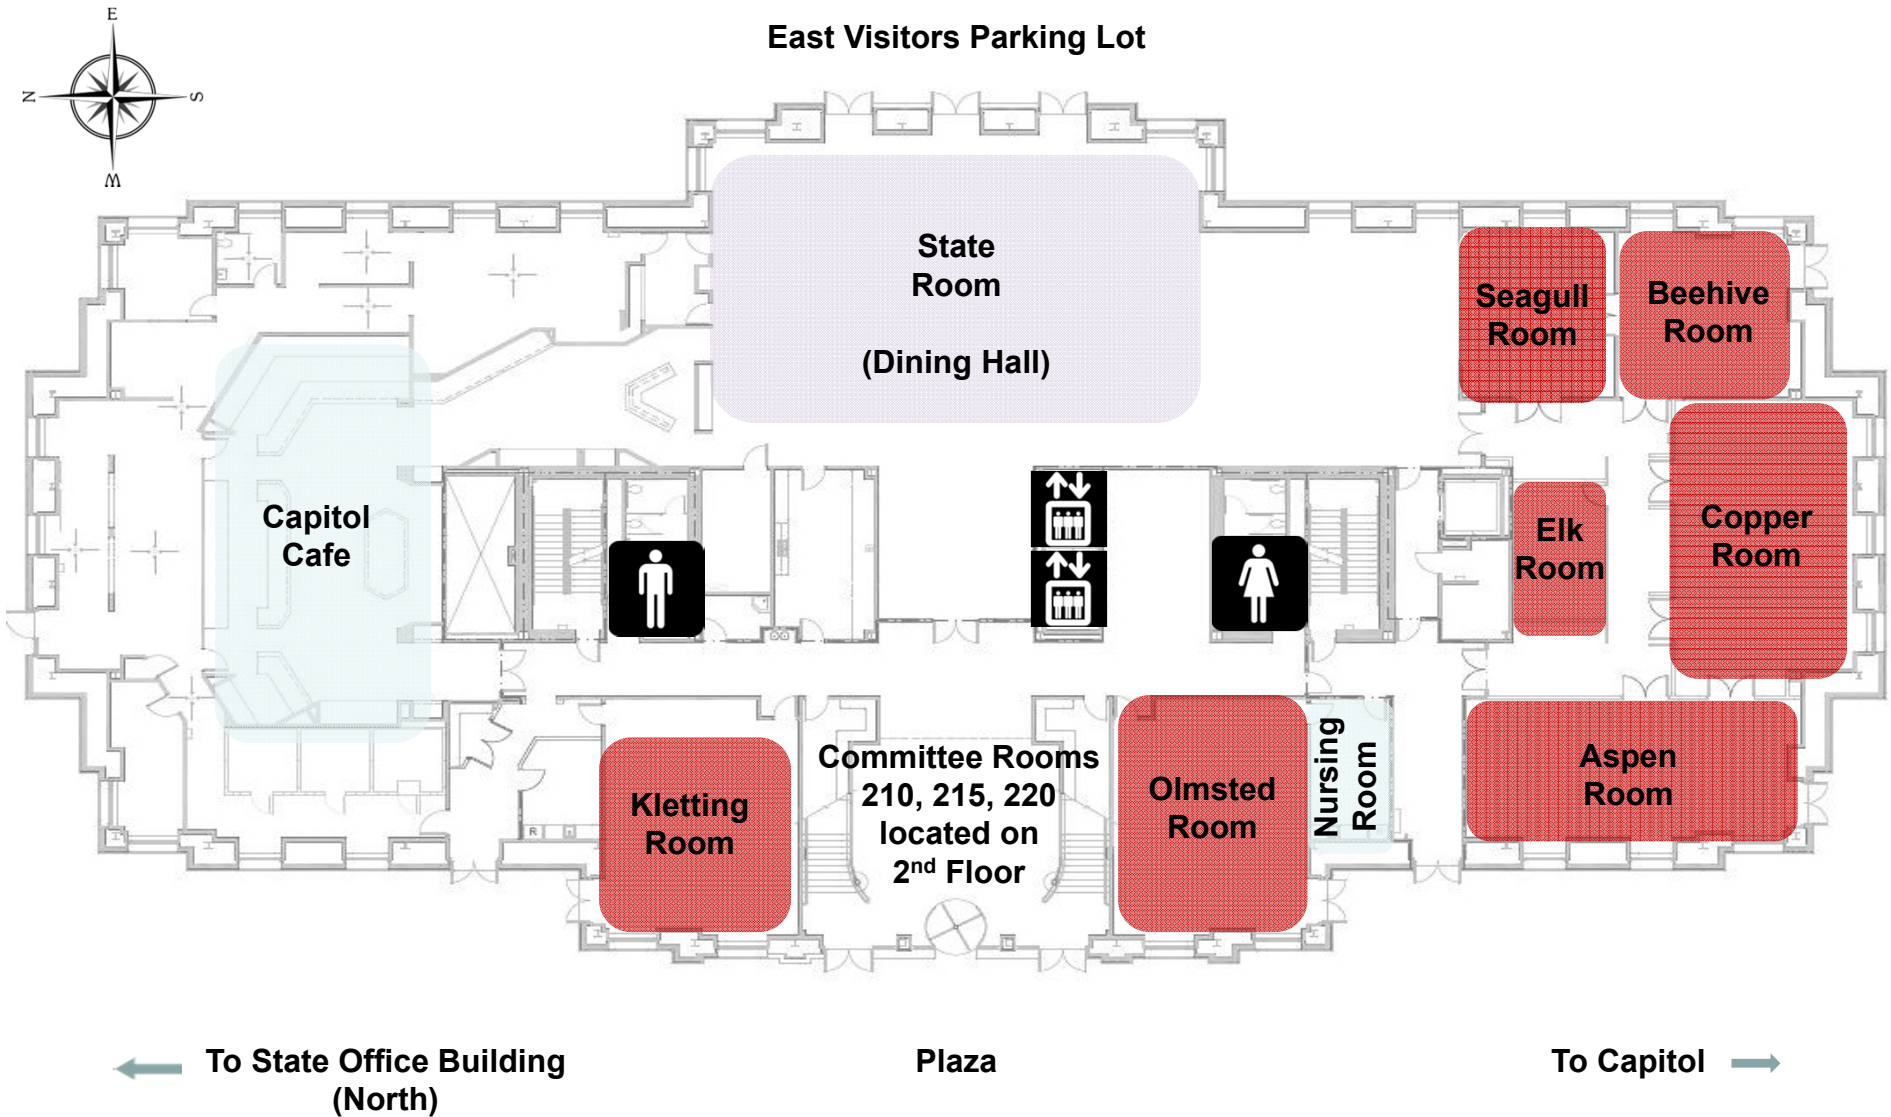 E
N
S
W
East Visitors Parking Lot
State
Room
(Dining Hall)
Seagull
Room
Beehive
Room
Capitol
Cafe
Elk
Room
Copper
Room
Committee Rooms
210, 215, 220
located on
2nd Floor
Kletting
Room
Olmsted
Room
Nursing
Room
Aspen
Room
R
To State Office Building
(North)
Plaza
To Capitol